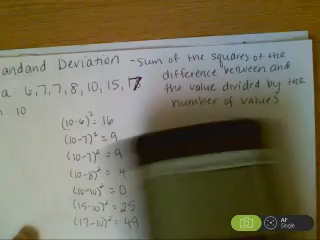 andand Deviation - sum of the squares of the
difference between and
the value divided by the
number of values
a: 6,7,7,8,10,15,17
: 10
(10-6)² = 16
(10-7)² = 9
(10-7)² = 9
(10-8)² = 4
(10-10)² = 0
(15-10)² = 25
(17-10)² = 49
AF
Single